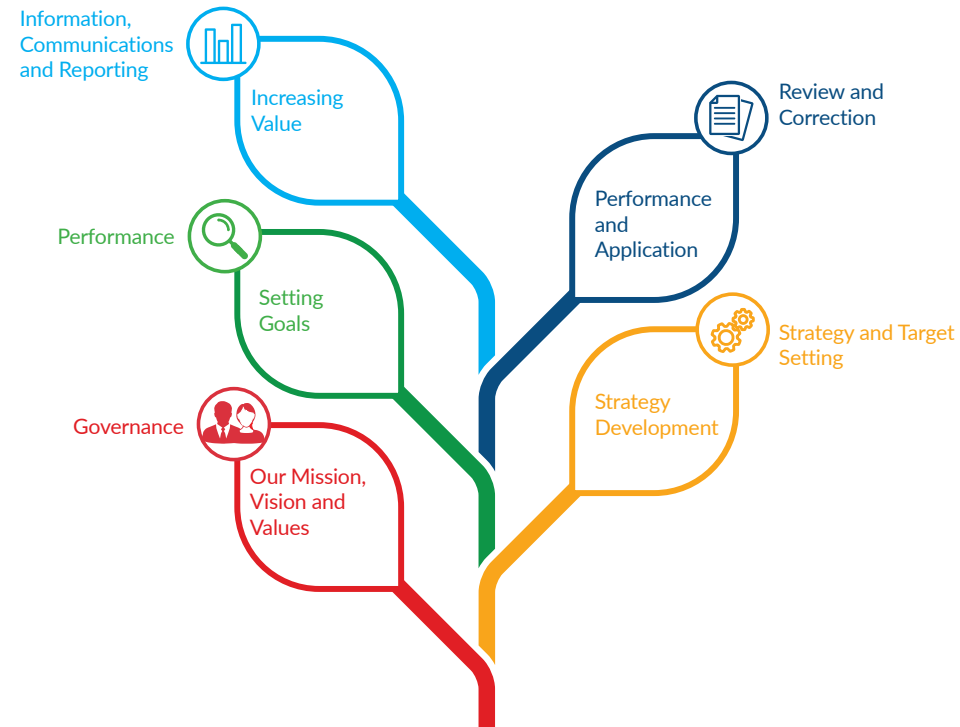 Information,
Communications
and Reporting
Increasing
Value
Review and
Correction
Performance
and
Application
Performance
Setting
Goals
Strategy and Target
Setting
Strategy
Development
Governance
Our Mission,
Vision and
Values